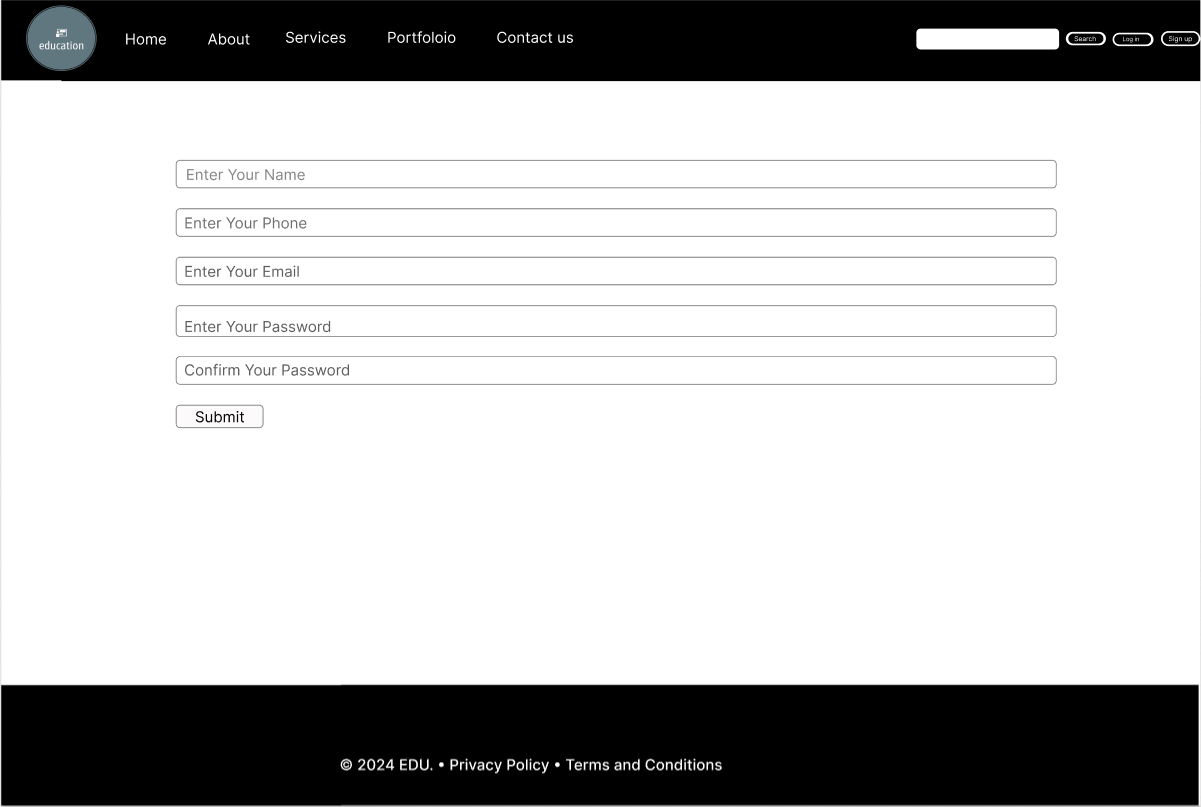 education
Home About Services Portfoloio Contact us Search Log in Sign up
Enter Your Name
Enter Your Phone
Enter Your Email
Enter Your Password
Confirm Your Password
Submit
© 2024 EDU. • Privacy Policy • Terms and Conditions